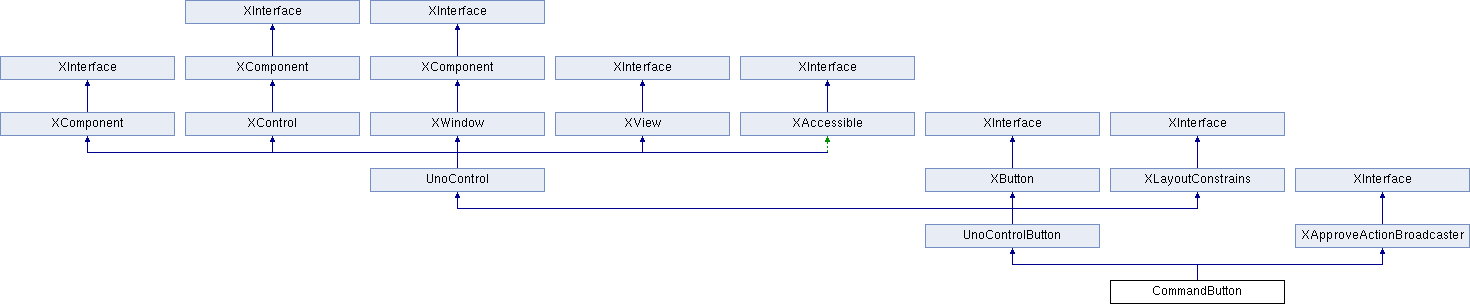 XInterface
XInterface
XInterface
XComponent
XComponent
XInterface
XInterface
XComponent
XControl
XWindow
XView
XAccessible
XInterface
XInterface
UnoControl
XButton
XLayoutConstrains
XInterface
UnoControlButton
XApproveActionBroadcaster
CommandButton